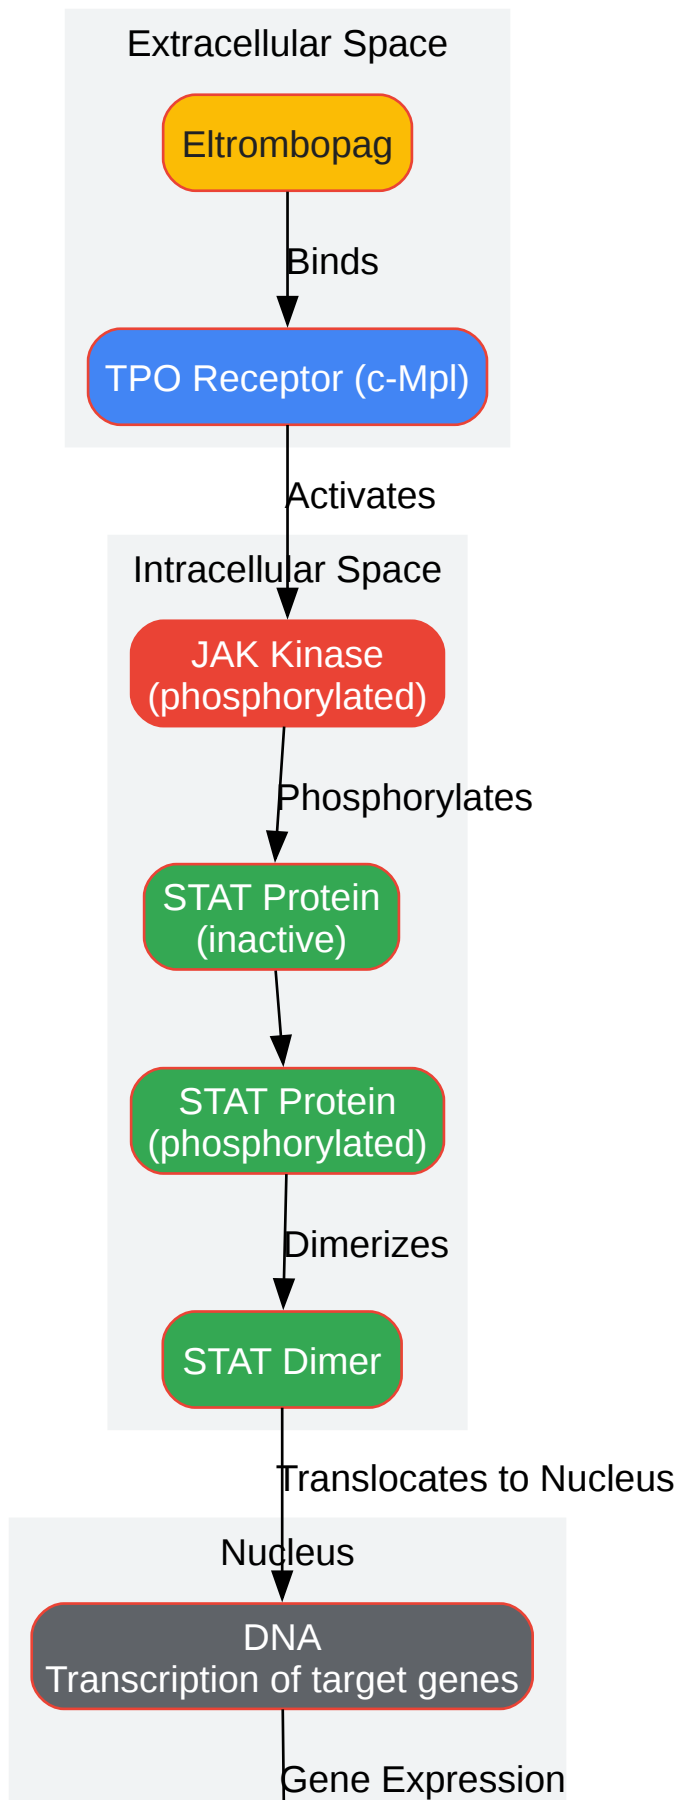 Extracellular Space
Eltrombopag
Binds
TPO Receptor (c-Mpl)
Activates
Intracellular Space
JAK Kinase
(phosphorylated)
Phosphorylates
STAT Protein
(inactive)
STAT Protein
(phosphorylated)
Dimerizes
STAT Dimer
Translocates to Nucleus
Nucleus
DNA
Transcription of target genes
Gene Expression